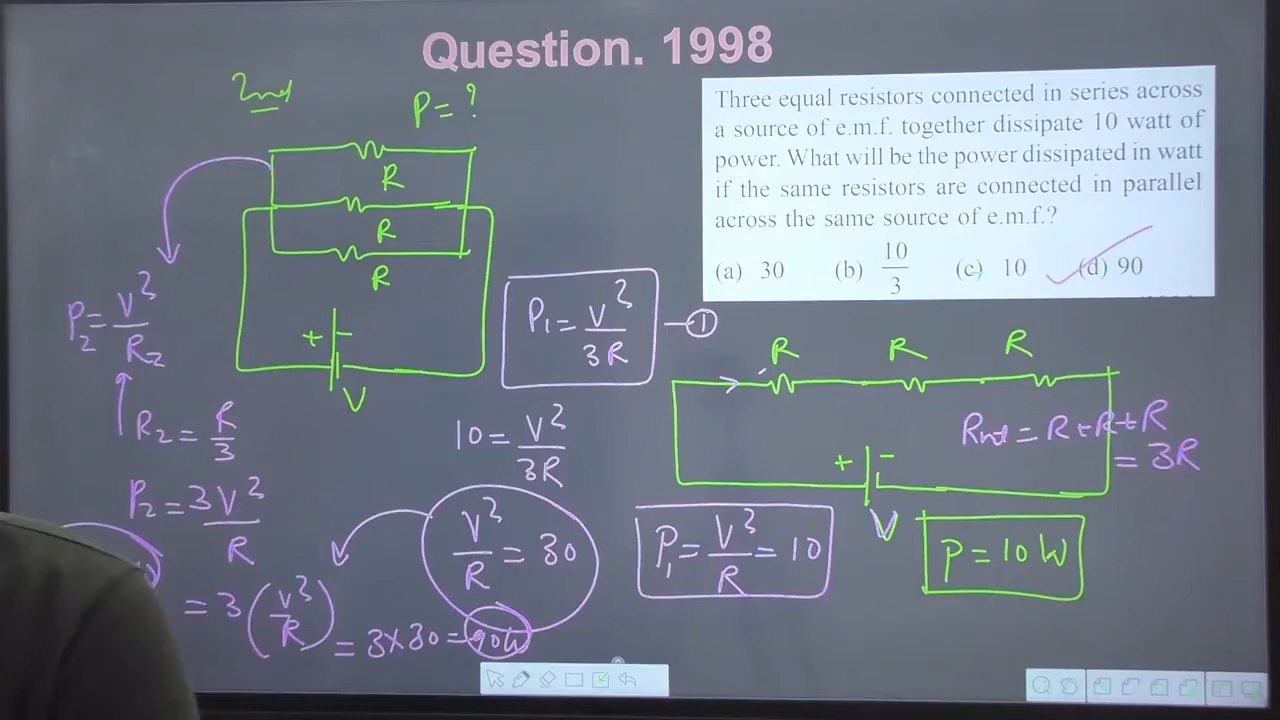 Question. 1998
2nd
P = ?
R
R
R
+ -
V
Three equal resistors connected in series across
a source of e.m.f. together dissipate 10 watt of
power. What will be the power dissipated in watt
if the same resistors are connected in parallel
across the same source of e.m.f.?
(a) 30 (b) 10/3 (c) 10 (d) 90
P₂ = V²/R₂
R₂ = R/3
P₂ = 3V²/R
= 3(V²/R) = 3×30 = 90W
P₁ = V²/3R —①
10 = V²/3R
V²/R = 30
R R R
Rnet = R+R+R
= 3R
+ -
V
P₁ = V²/R = 10
P = 10W